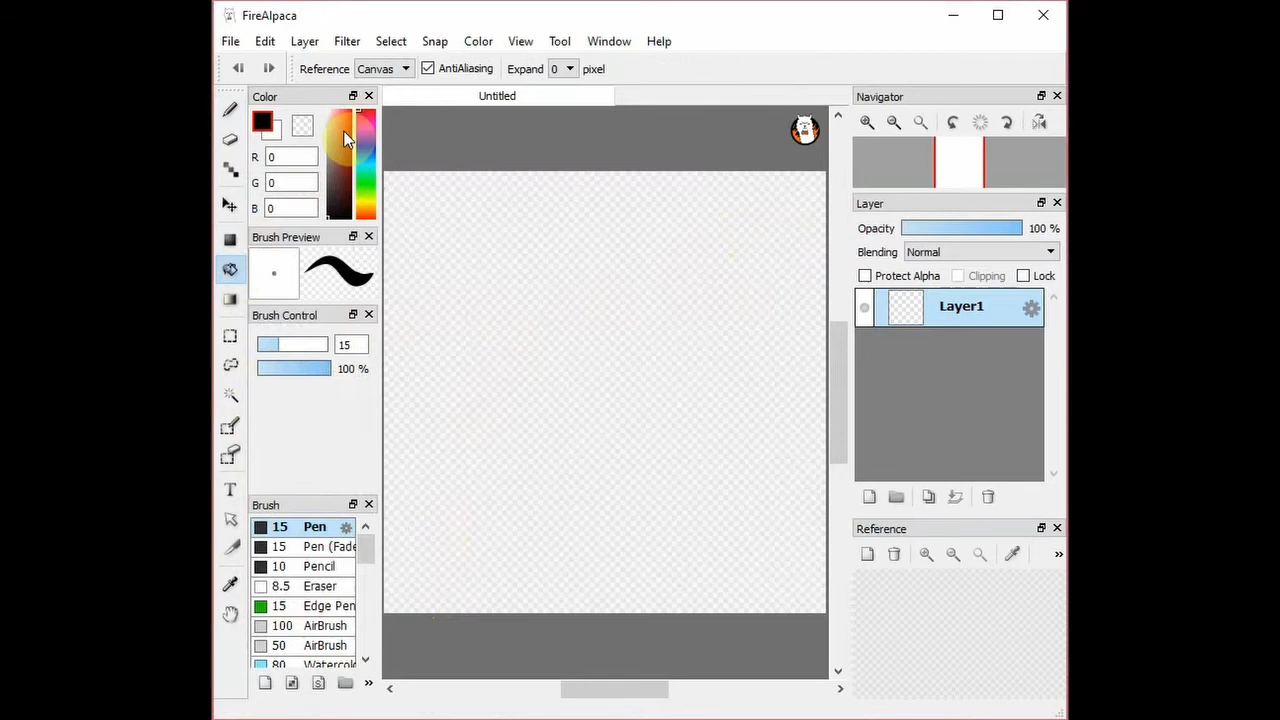 FireAlpaca
File Edit Layer Filter Select Snap Color View Tool Window Help
Reference Canvas AntiAliasing Expand 0 pixel
Color
Untitled
Navigator
R 0
G 0
B 0
Layer
Opacity 100 %
Brush Preview
Blending Normal
Protect Alpha Clipping Lock
Layer1
Brush Control
15
100 %
Brush
15 Pen
15 Pen (Fade
10 Pencil
8.5 Eraser
15 Edge Pen
100 AirBrush
50 AirBrush
80 Watercol
Reference
T
S